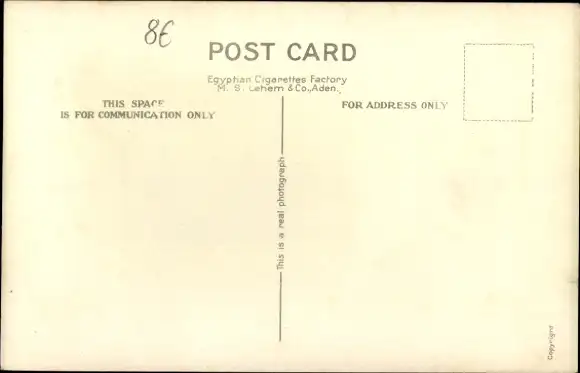 8€
POST CARD
Egyptian Cigarettes Factory
M. S. Lehem & Co., Aden.
THIS SPACE
IS FOR COMMUNICATION ONLY
FOR ADDRESS ONLY
This is a real photograph
Copyright